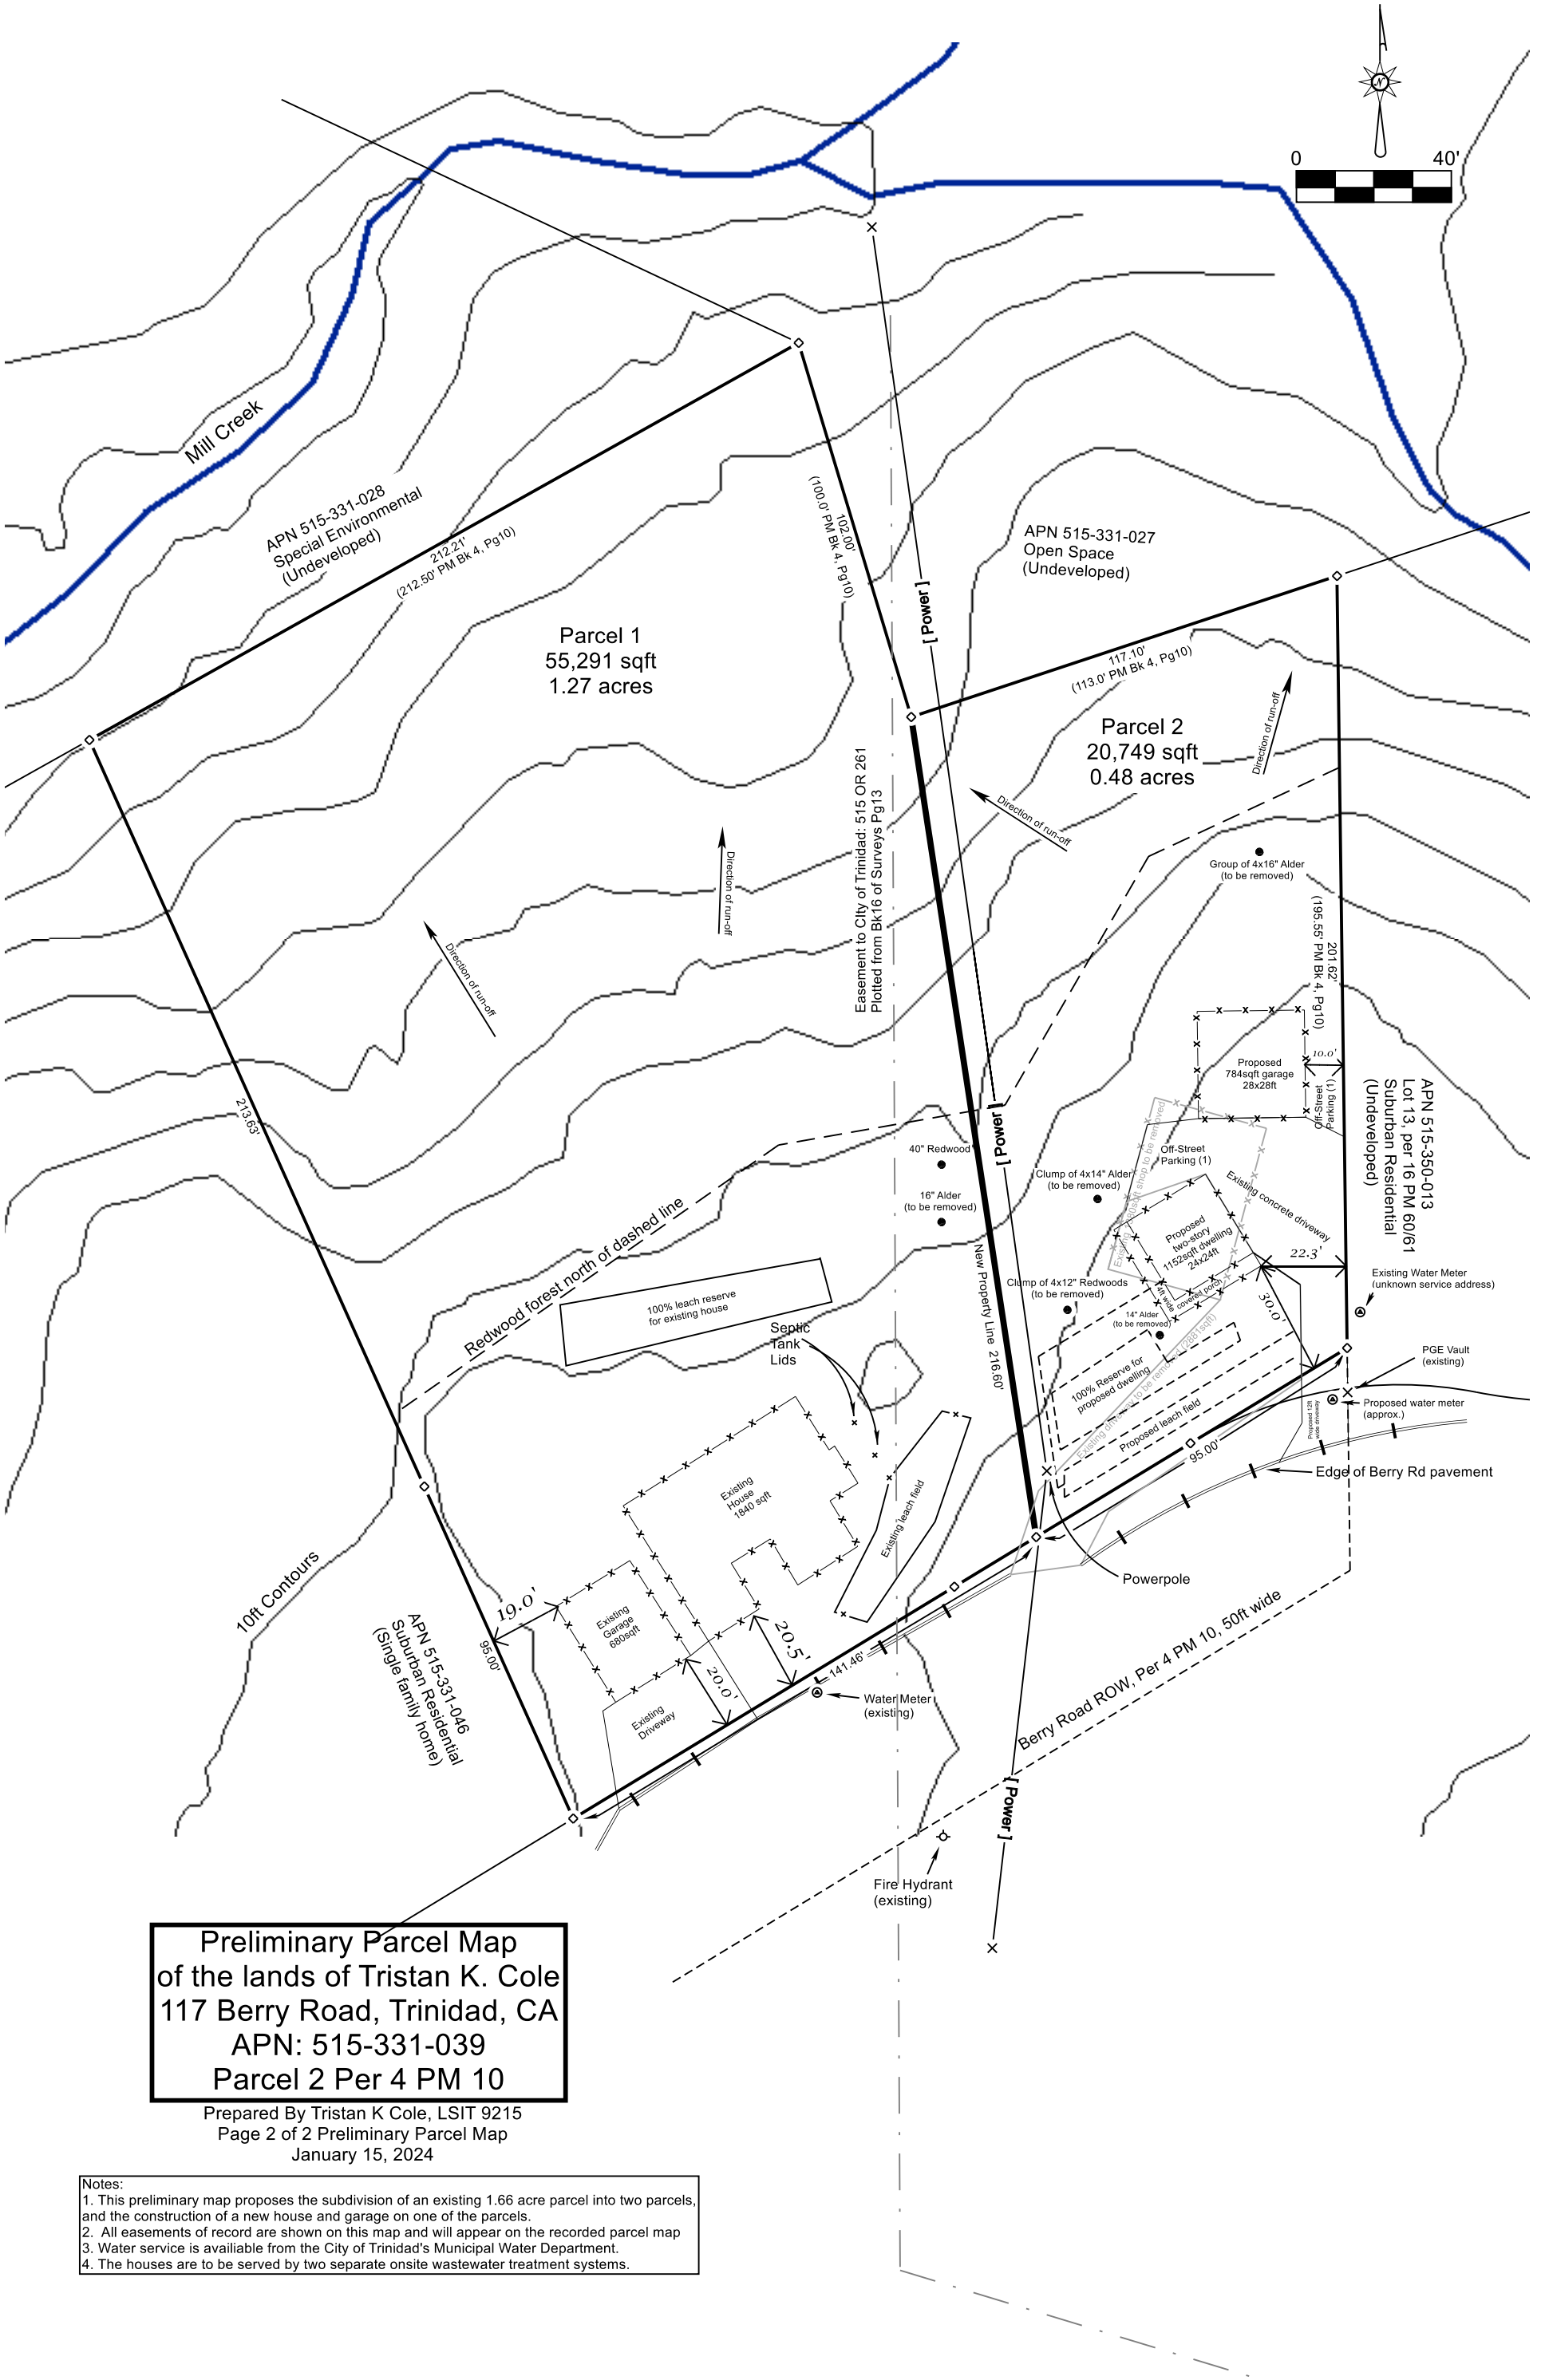 N
0 40'
Mill Creek
APN 515-331-028
Special Environmental
(Undeveloped)
212.21'
(212.50' PM Bk 4, Pg10)
102.00'
(100.0' PM Bk 4, Pg10)
[ Power ]
APN 515-331-027
Open Space
(Undeveloped)
117.10'
(113.0' PM Bk 4, Pg10)
Parcel 1
55,291 sqft
1.27 acres
Parcel 2
20,749 sqft
0.48 acres
Direction of run-off
Direction of run-off
Direction of run-off
Direction of run-off
Easement to CIty of Trinidad: 515 OR 261
Plotted from Bk16 of Surveys Pg13
Group of 4x16" Alder
(to be removed)
201.62'
(195.55' PM Bk 4, Pg10)
213.63'
Proposed
784sqft garage
28x28ft
10.0'
Off-Street
Parking (1)
APN 515-350-013
Lot 13, per 16 PM 60/61
Suburban Residential
(Undeveloped)
[ Power ]
40" Redwood
16" Alder
(to be removed)
Clump of 4x14" Alder
(to be removed)
Off-Street
Parking (1)
shop to be removed
Existing concrete driveway
Proposed
two-story
1152sqft dwelling
24x24ft
4ft wide
covered porch
22.3'
30.0'
Existing Water Meter
(unknown service address)
Redwood forest north of dashed line
New Property Line 216.60'
Clump of 4x12" Redwoods
(to be removed)
14" Alder
(to be removed)
100% leach reserve
for existing house
Septic
Tank
Lids
100% Reserve for
proposed dwelling
Existing driveway to be removed (2881sqft)
Proposed leach field
PGE Vault
(existing)
Proposed water meter
(approx.)
Proposed 12ft
wide driveway
95.00'
Edge of Berry Rd pavement
Existing
House
1840 sqft
Existing leach field
Powerpole
10ft Contours
19.0'
Existing
Garage
680sqft
95.00'
20.5'
20.0'
141.46'
Existing
Driveway
APN 515-331-046
Suburban Residential
(Single family home)
Water Meter
(existing)
Berry Road ROW, Per 4 PM 10, 50ft wide
[ Power ]
Fire Hydrant
(existing)
Preliminary Parcel Map
of the lands of Tristan K. Cole
117 Berry Road, Trinidad, CA
APN: 515-331-039
Parcel 2 Per 4 PM 10
Prepared By Tristan K Cole, LSIT 9215
Page 2 of 2 Preliminary Parcel Map
January 15, 2024
Notes:
1. This preliminary map proposes the subdivision of an existing 1.66 acre parcel into two parcels,
and the construction of a new house and garage on one of the parcels.
2. All easements of record are shown on this map and will appear on the recorded parcel map
3. Water service is availiable from the City of Trinidad's Municipal Water Department.
4. The houses are to be served by two separate onsite wastewater treatment systems.